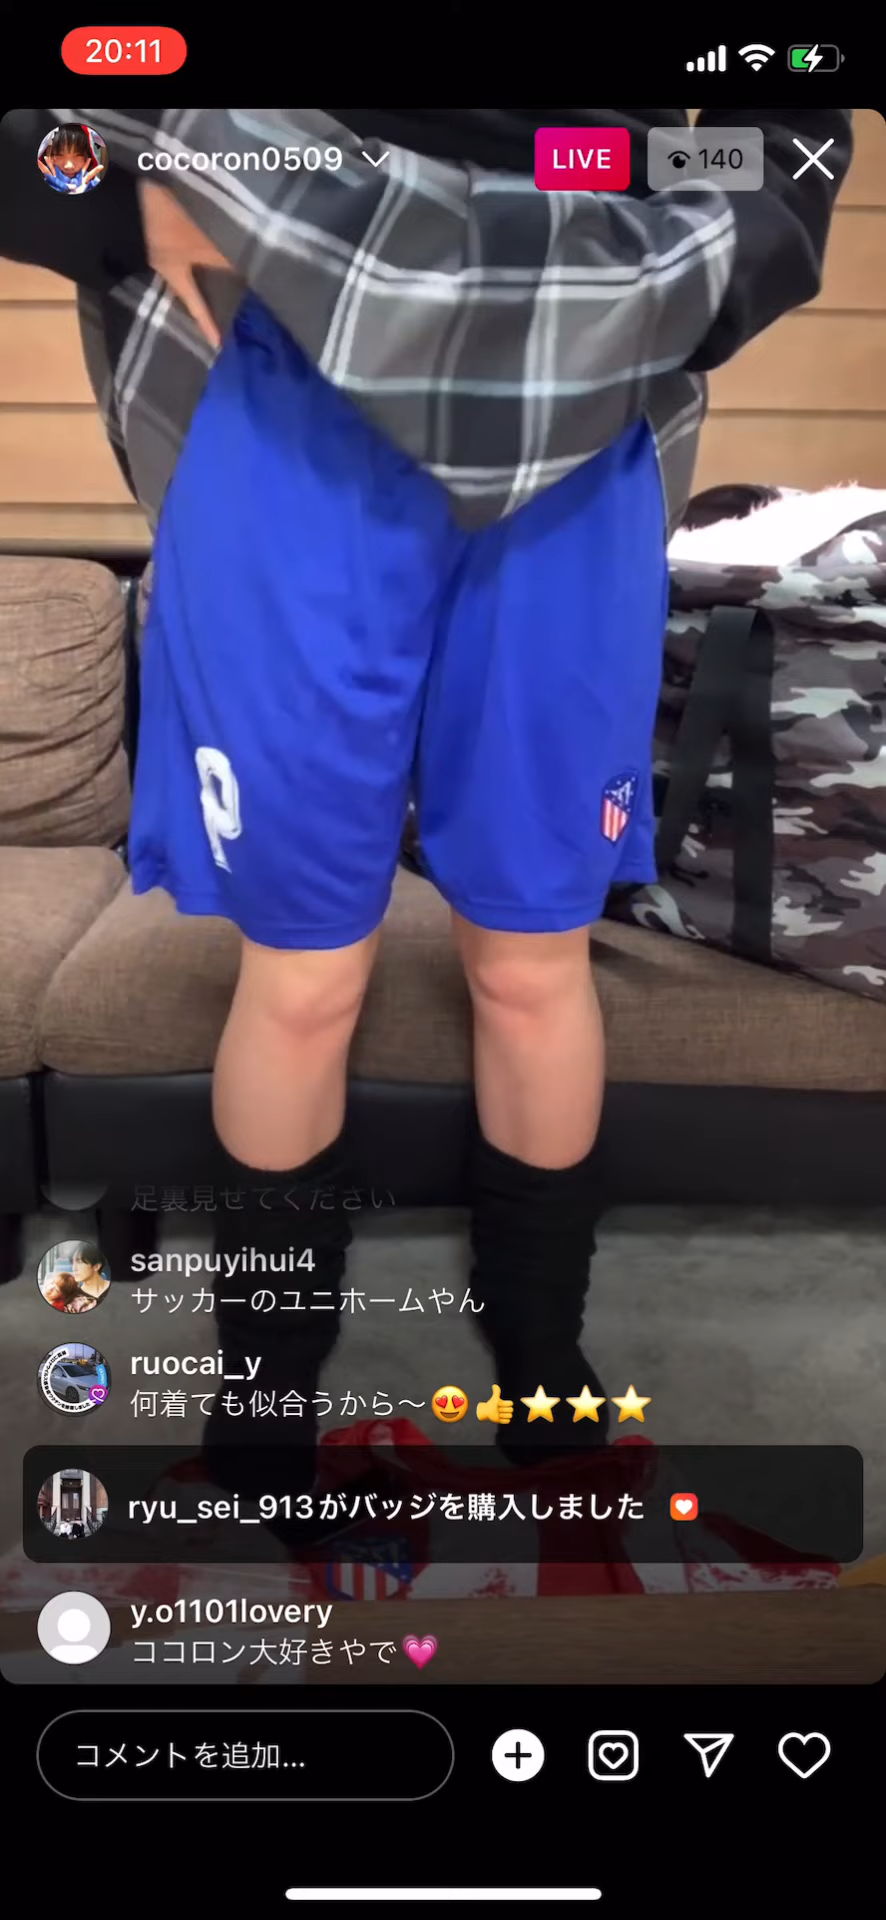 20:11
cocoron0509
LIVE
140
足裏見せてください
sanpuyihui4
サッカーのユニホームやん
ruocai_y
何着ても似合うから〜😍👍⭐⭐⭐
ryu_sei_913がバッジを購入しました
y.o1101lovery
ココロン大好きやで💗
コメントを追加...